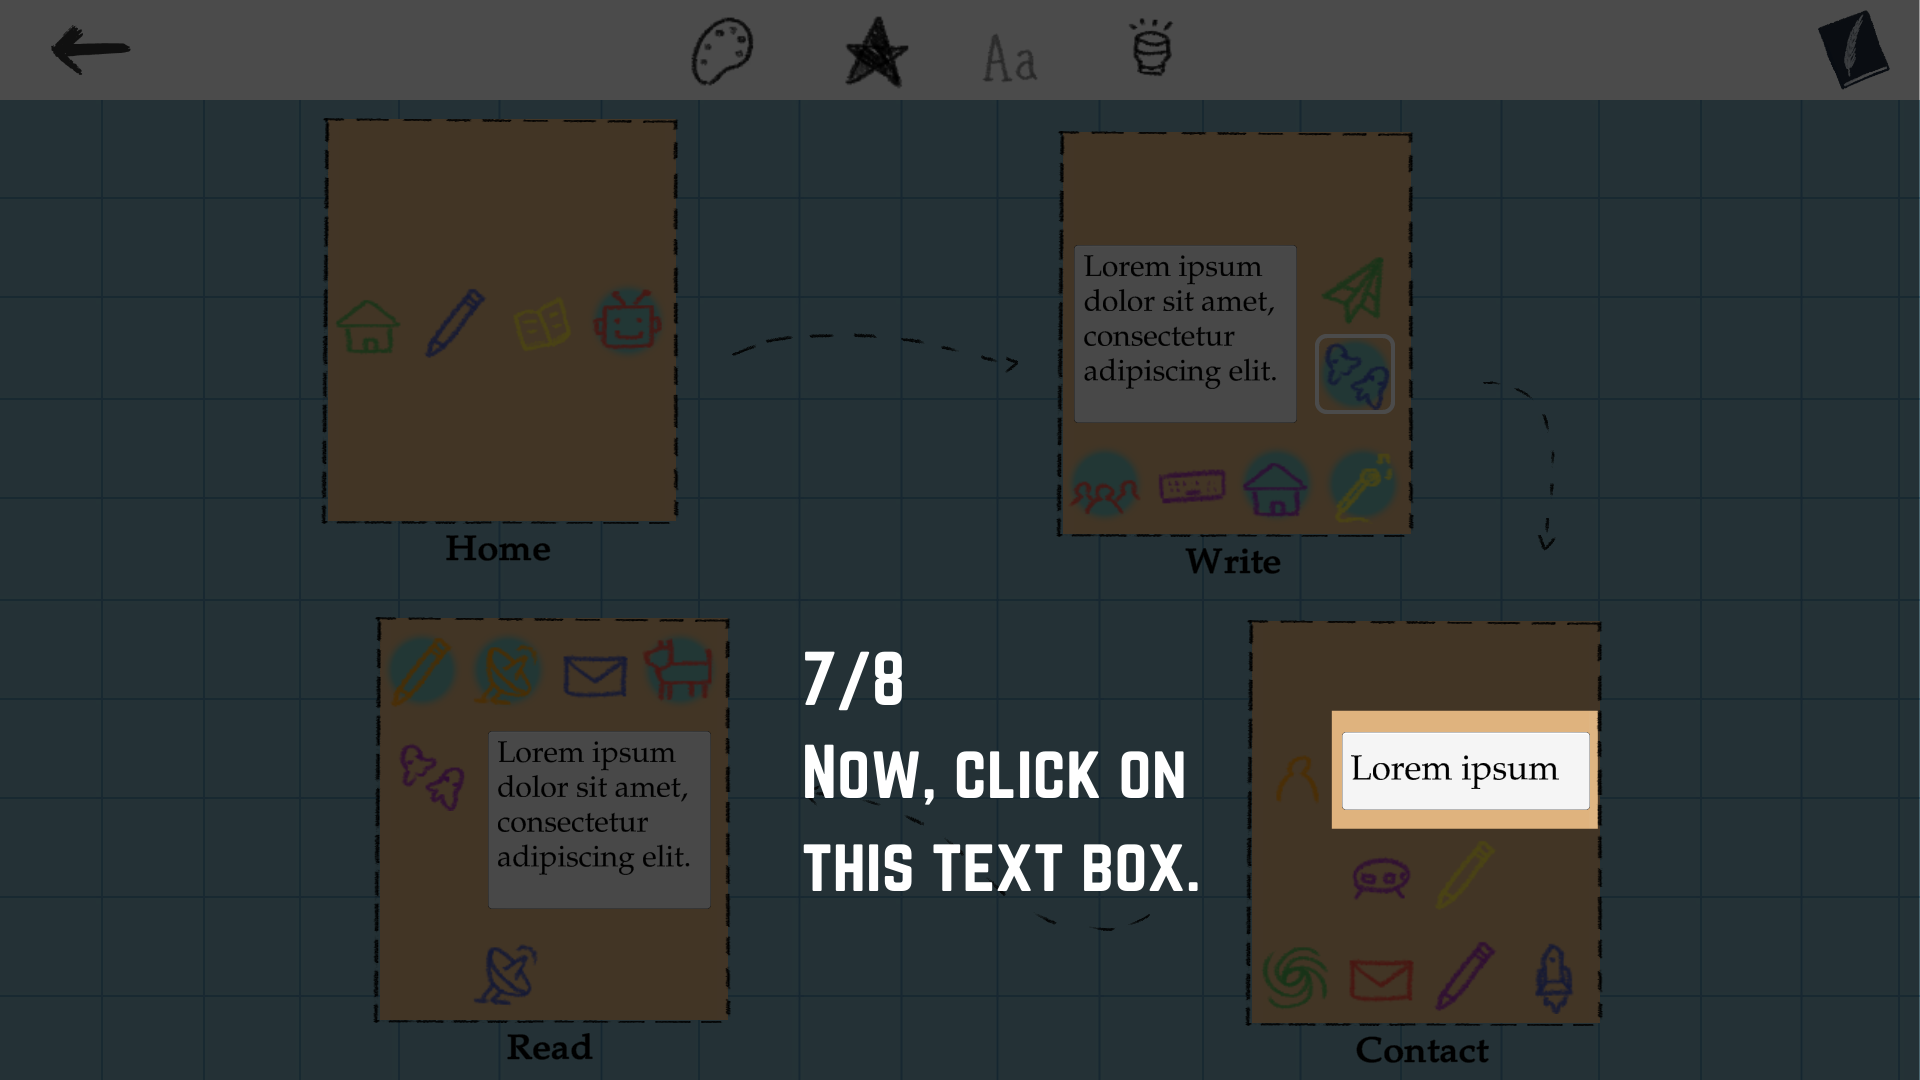 Aa
Lorem ipsum
dolor sit amet,
consectetur
adipiscing elit.
Home
Write
7/8
Now, click on
this text box.
Lorem ipsum
dolor sit amet,
consectetur
adipiscing elit.
Lorem ipsum
Read
Contact